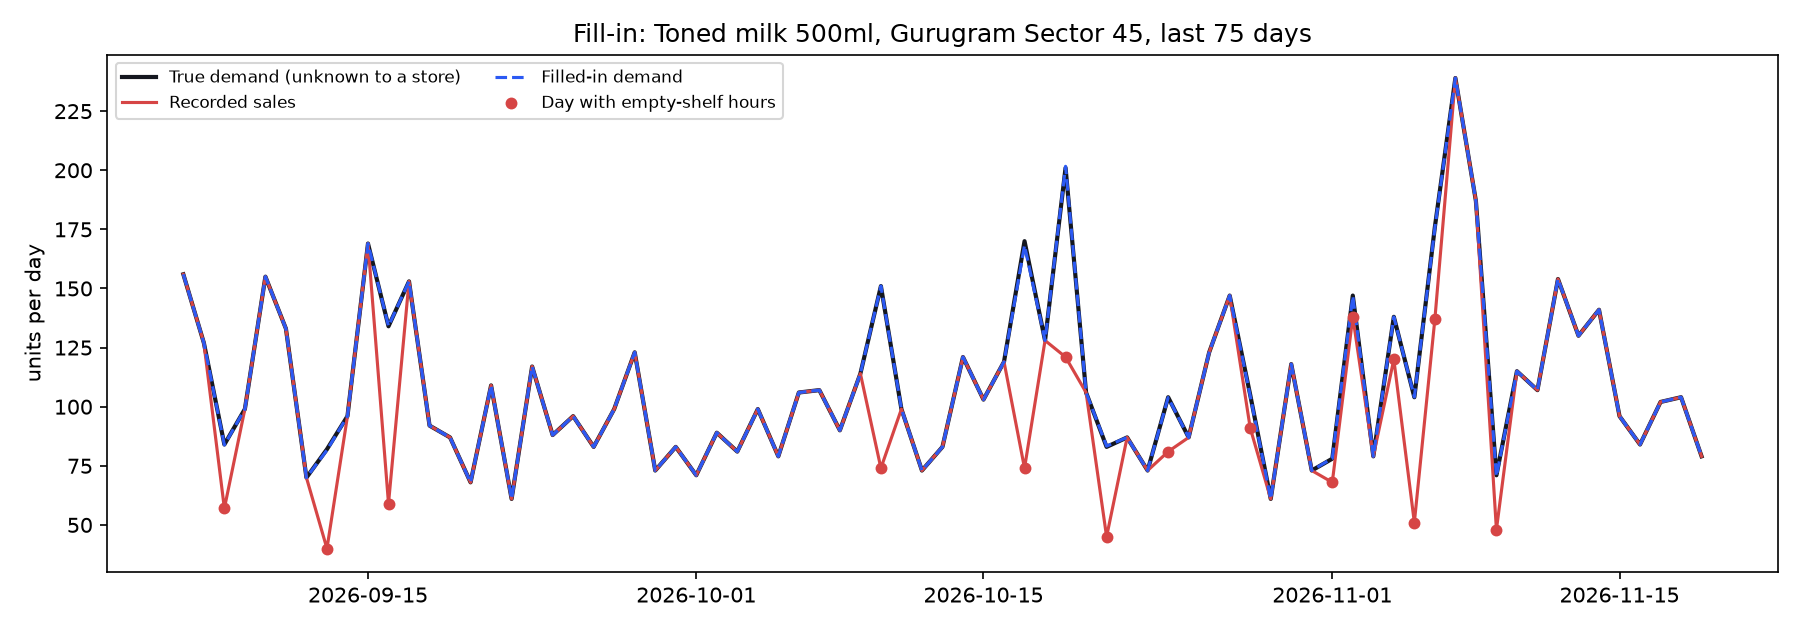 Fill-in: Toned milk 500ml, Gurugram Sector 45, last 75 days
True demand (unknown to a store)
Filled-in demand
Recorded sales
Day with empty-shelf hours
units per day
225
200
175
150
125
100
75
50
2026-09-15
2026-10-01
2026-10-15
2026-11-01
2026-11-15